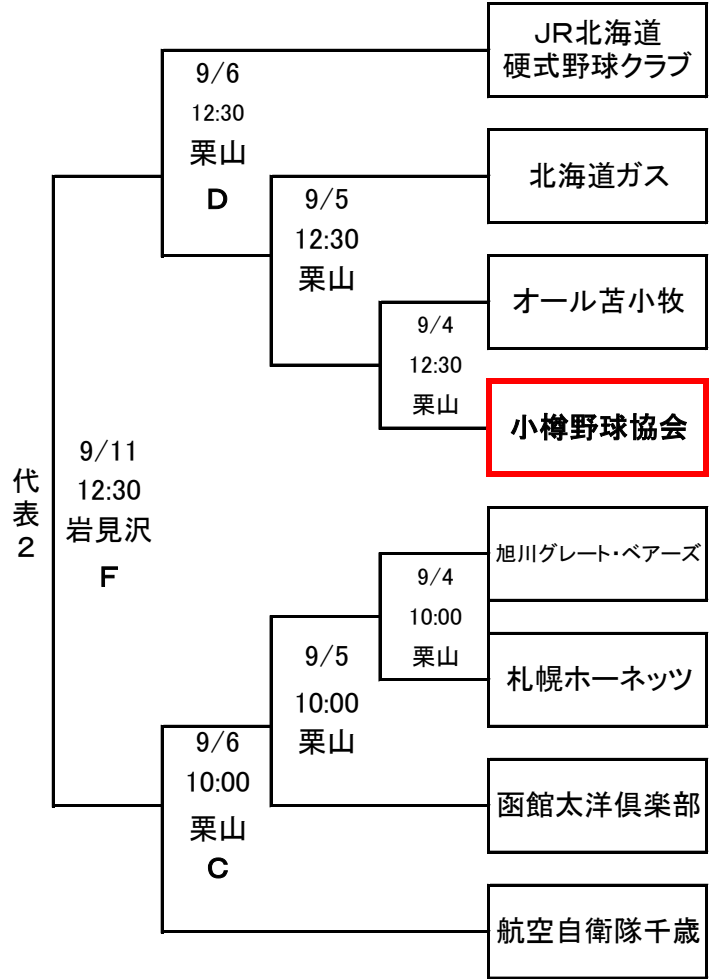 JR北海道
硬式野球クラブ
9/6
12:30
栗山
D
北海道ガス
9/5
12:30
栗山
オール苫小牧
9/4
12:30
栗山
小樽野球協会
代表2
9/11
12:30
岩見沢
F
旭川グレート・ベアーズ
9/4
10:00
栗山
札幌ホーネッツ
9/5
10:00
栗山
函館太洋倶楽部
9/6
10:00
栗山
C
航空自衛隊千歳